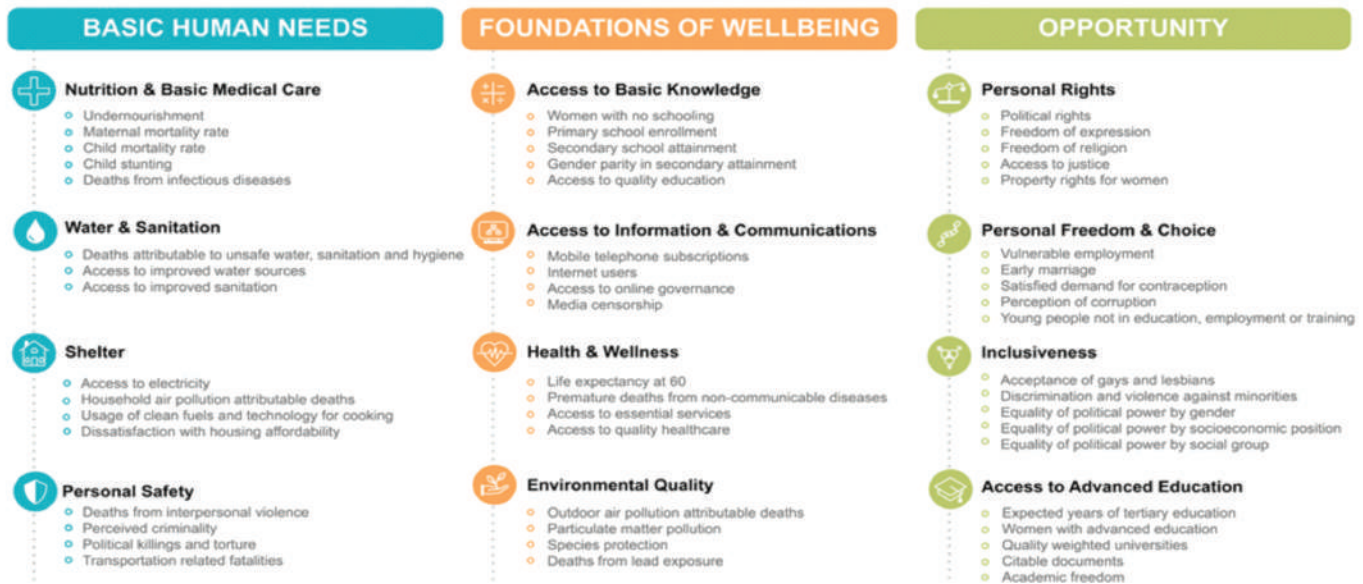 BASIC HUMAN NEEDS
Nutrition & Basic Medical Care
Undernourishment
Maternal mortality rate
Child mortality rate
Child stunting
Deaths from infectious diseases
Water & Sanitation
Deaths attributable to unsafe water, sanitation and hygiene
Access to improved water sources
Access to improved sanitation
Shelter
Access to electricity
Household air pollution attributable deaths
Usage of clean fuels and technology for cooking
Dissatisfaction with housing affordability
Personal Safety
Deaths from interpersonal violence
Perceived criminality
Political killings and torture
Transportation related fatalities
FOUNDATIONS OF WELLBEING
Access to Basic Knowledge
Women with no schooling
Primary school enrollment
Secondary school attainment
Gender parity in secondary attainment
Access to quality education
Access to Information & Communications
Mobile telephone subscriptions
Internet users
Access to online governance
Media censorship
Health & Wellness
Life expectancy at 60
Premature deaths from non-communicable diseases
Access to essential services
Access to quality healthcare
Environmental Quality
Outdoor air pollution attributable deaths
Particulate matter pollution
Species protection
Deaths from lead exposure
OPPORTUNITY
Personal Rights
Political rights
Freedom of expression
Freedom of religion
Access to justice
Property rights for women
Personal Freedom & Choice
Vulnerable employment
Early marriage
Satisfied demand for contraception
Perception of corruption
Young people not in education, employment or training
Inclusiveness
Acceptance of gays and lesbians
Discrimination and violence against minorities
Equality of political power by gender
Equality of political power by socioeconomic position
Equality of political power by social group
Access to Advanced Education
Expected years of tertiary education
Women with advanced education
Quality weighted universities
Citable documents
Academic freedom